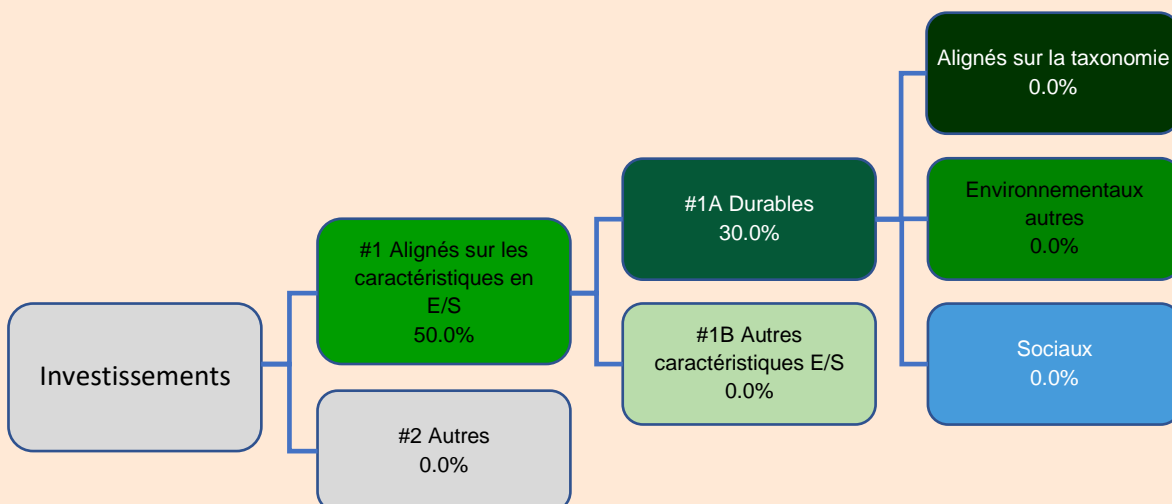 Investissements
#1 Alignés sur les
caractéristiques en
E/S
50.0%
#2 Autres
0.0%
#1A Durables
30.0%
#1B Autres
caractéristiques E/S
0.0%
Alignés sur la taxonomie
0.0%
Environnementaux
autres
0.0%
Sociaux
0.0%